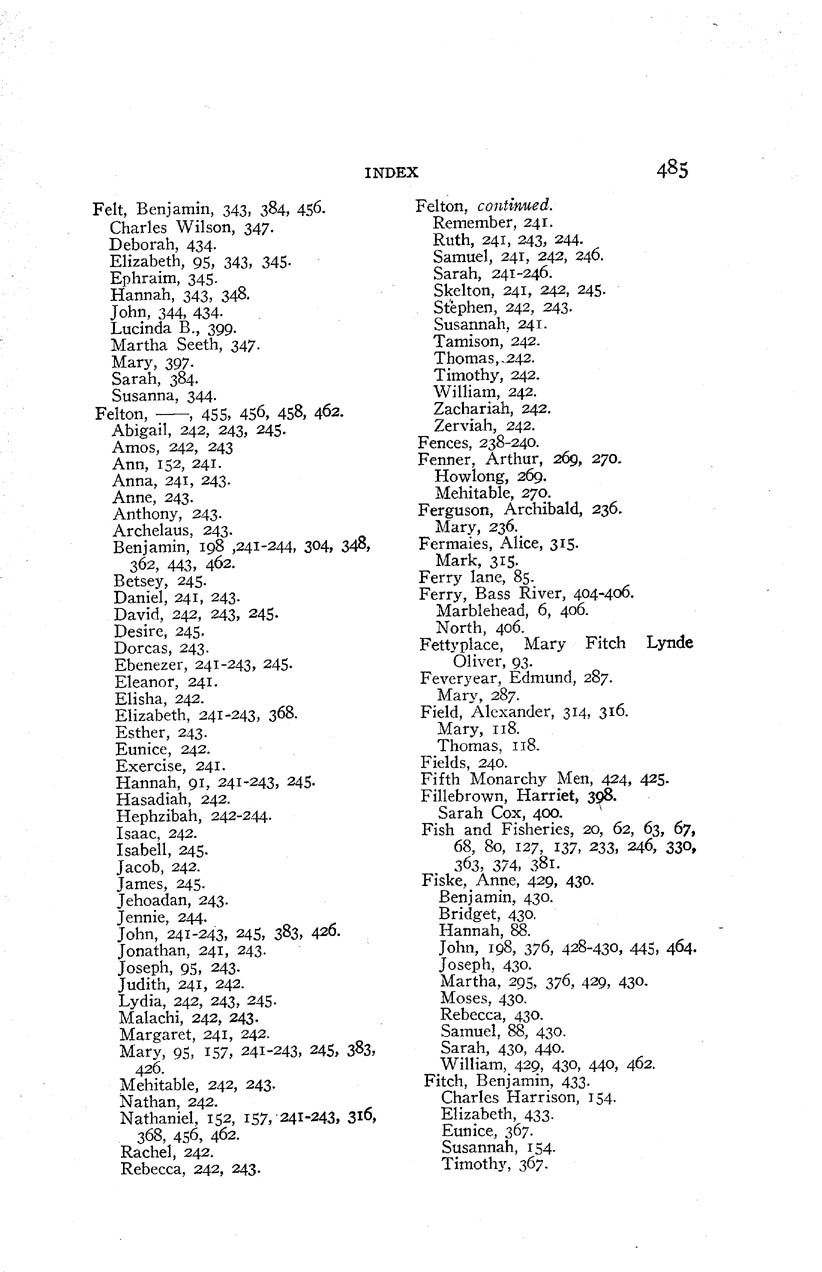 INDEX 485
Felt, Benjamin, 343, 384, 456.
Charles Wilson, 347.
Deborah, 434.
Elizabeth, 95, 343, 345.
Ephraim, 345.
Hannah, 343, 348.
John, 344, 434.
Lucinda B., 399.
Martha Seeth, 347.
Mary, 397.
Sarah, 384.
Susanna, 344.
Felton, ——, 455, 456, 458, 462.
Abigail, 242, 243, 245.
Amos, 242, 243
Ann, 152, 241.
Anna, 241, 243.
Anne, 243.
Anthony, 243.
Archelaus, 243.
Benjamin, 198 ,241-244, 304, 348,
362, 443, 462.
Betsey, 245.
Daniel, 241, 243.
David, 242, 243, 245.
Desire, 245.
Dorcas, 243.
Ebenezer, 241-243, 245.
Eleanor, 241.
Elisha, 242.
Elizabeth, 241-243, 368.
Esther, 243.
Eunice, 242.
Exercise, 241.
Hannah, 91, 241-243, 245.
Hasadiah, 242.
Hephzibah, 242-244.
Isaac, 242.
Isabell, 245.
Jacob, 242.
James, 245.
Jehoadan, 243.
Jennie, 244.
John, 241-243, 245, 383, 426.
Jonathan, 241, 243.
Joseph, 95, 243.
Judith, 241, 242.
Lydia, 242, 243, 245.
Malachi, 242, 243.
Margaret, 241, 242.
Mary, 95, 157, 241-243, 245, 383,
426.
Mehitable, 242, 243.
Nathan, 242.
Nathaniel, 152, 157, 241-243, 316,
368, 456, 462.
Rachel, 242.
Rebecca, 242, 243.
Felton, continued.
Remember, 241.
Ruth, 241, 243, 244.
Samuel, 241, 242, 246.
Sarah, 241-246.
Skelton, 241, 242, 245.
Stephen, 242, 243.
Susannah, 241.
Tamison, 242.
Thomas, 242.
Timothy, 242.
William, 242.
Zachariah, 242.
Zerviah, 242.
Fences, 238-240.
Fenner, Arthur, 269, 270.
Howlong, 269.
Mehitable, 270.
Ferguson, Archibald, 236.
Mary, 236.
Fermaies, Alice, 315.
Mark, 315.
Ferry lane, 85.
Ferry, Bass River, 404-406.
Marblehead, 6, 406.
North, 406.
Fettyplace, Mary Fitch Lynde
Oliver, 93.
Feveryear, Edmund, 287.
Mary, 287.
Field, Alexander, 314, 316.
Mary, 118.
Thomas, 118.
Fields, 240.
Fifth Monarchy Men, 424, 425.
Fillebrown, Harriet, 398.
Sarah Cox, 400.
Fish and Fisheries, 20, 62, 63, 67,
68, 80, 127, 137, 233, 246, 330,
363, 374, 381.
Fiske, Anne, 429, 430.
Benjamin, 430.
Bridget, 430.
Hannah, 88.
John, 198, 376, 428-430, 445, 464.
Joseph, 430.
Martha, 295, 376, 429, 430.
Moses, 430.
Rebecca, 430.
Samuel, 88, 430.
Sarah, 430, 440.
William, 429, 430, 440, 462.
Fitch, Benjamin, 433.
Charles Harrison, 154.
Elizabeth, 433.
Eunice, 367.
Susannah, 154.
Timothy, 367.